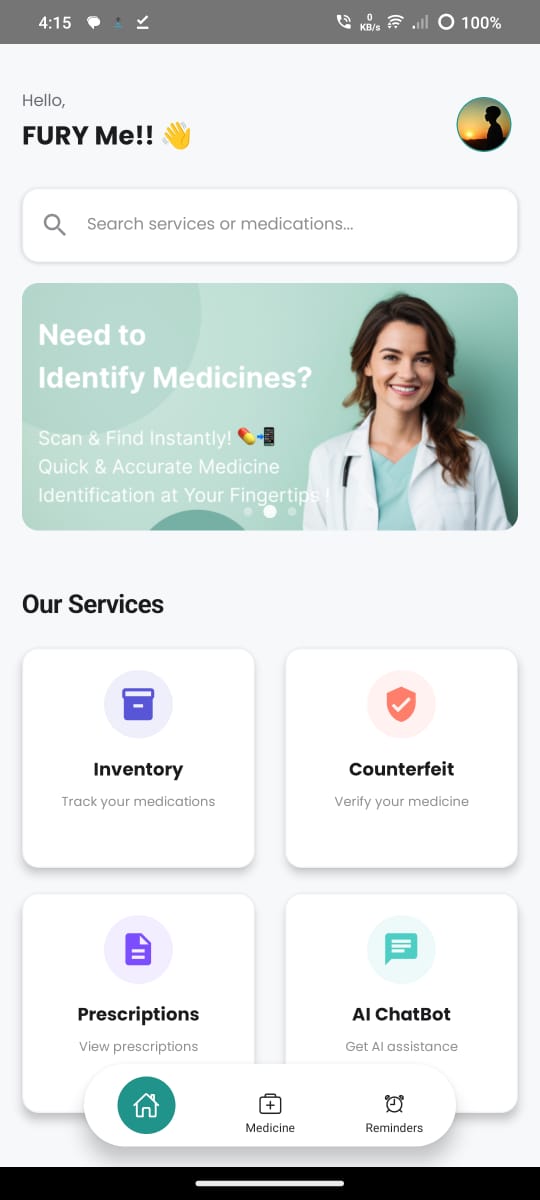 4:15 0 KB/s 100%
Hello,
FURY Me!! 👋
Search services or medications...
Need to
Identify Medicines?
Scan & Find Instantly! 💊📲
Quick & Accurate Medicine
Identification at Your Fingertips !
Our Services
Inventory
Track your medications
Counterfeit
Verify your medicine
Prescriptions
View prescriptions
AI ChatBot
Get AI assistance
Medicine
Reminders